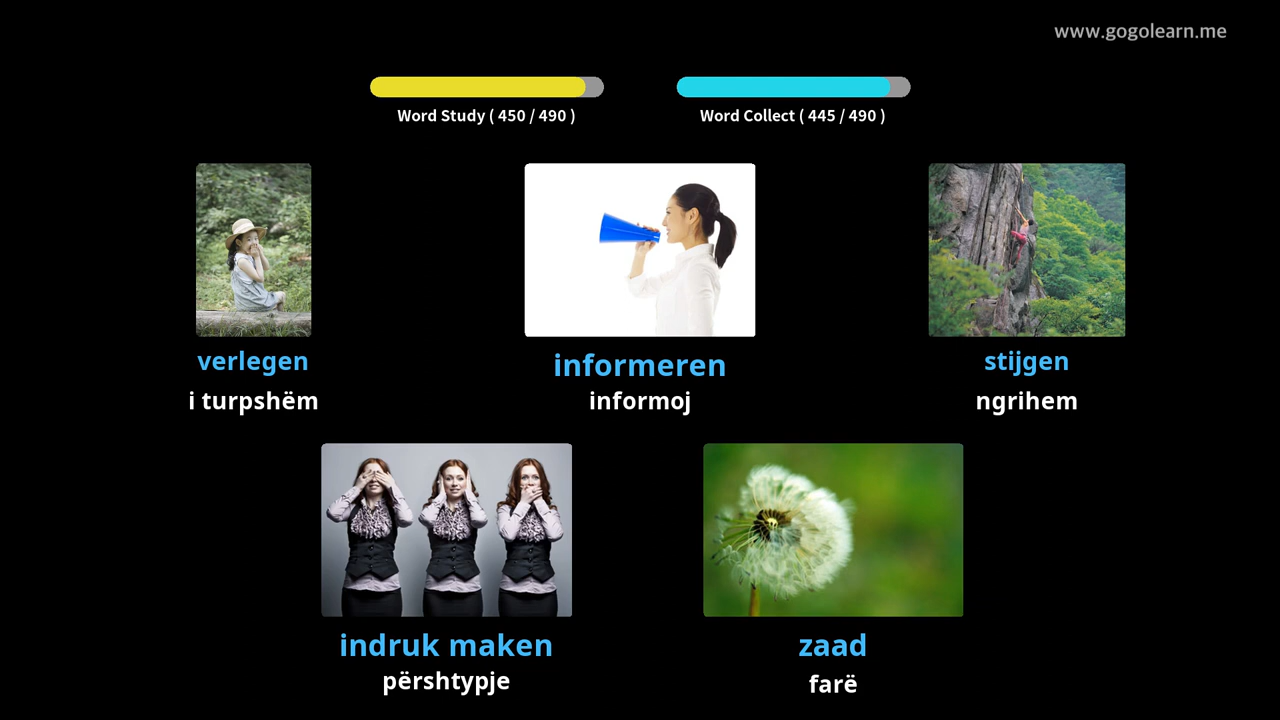 www.gogolearn.me
Word Study ( 450 / 490 )
Word Collect ( 445 / 490 )
verlegen
i turpshëm
informeren
informoj
stijgen
ngrihem
indruk maken
përshtypje
zaad
farë